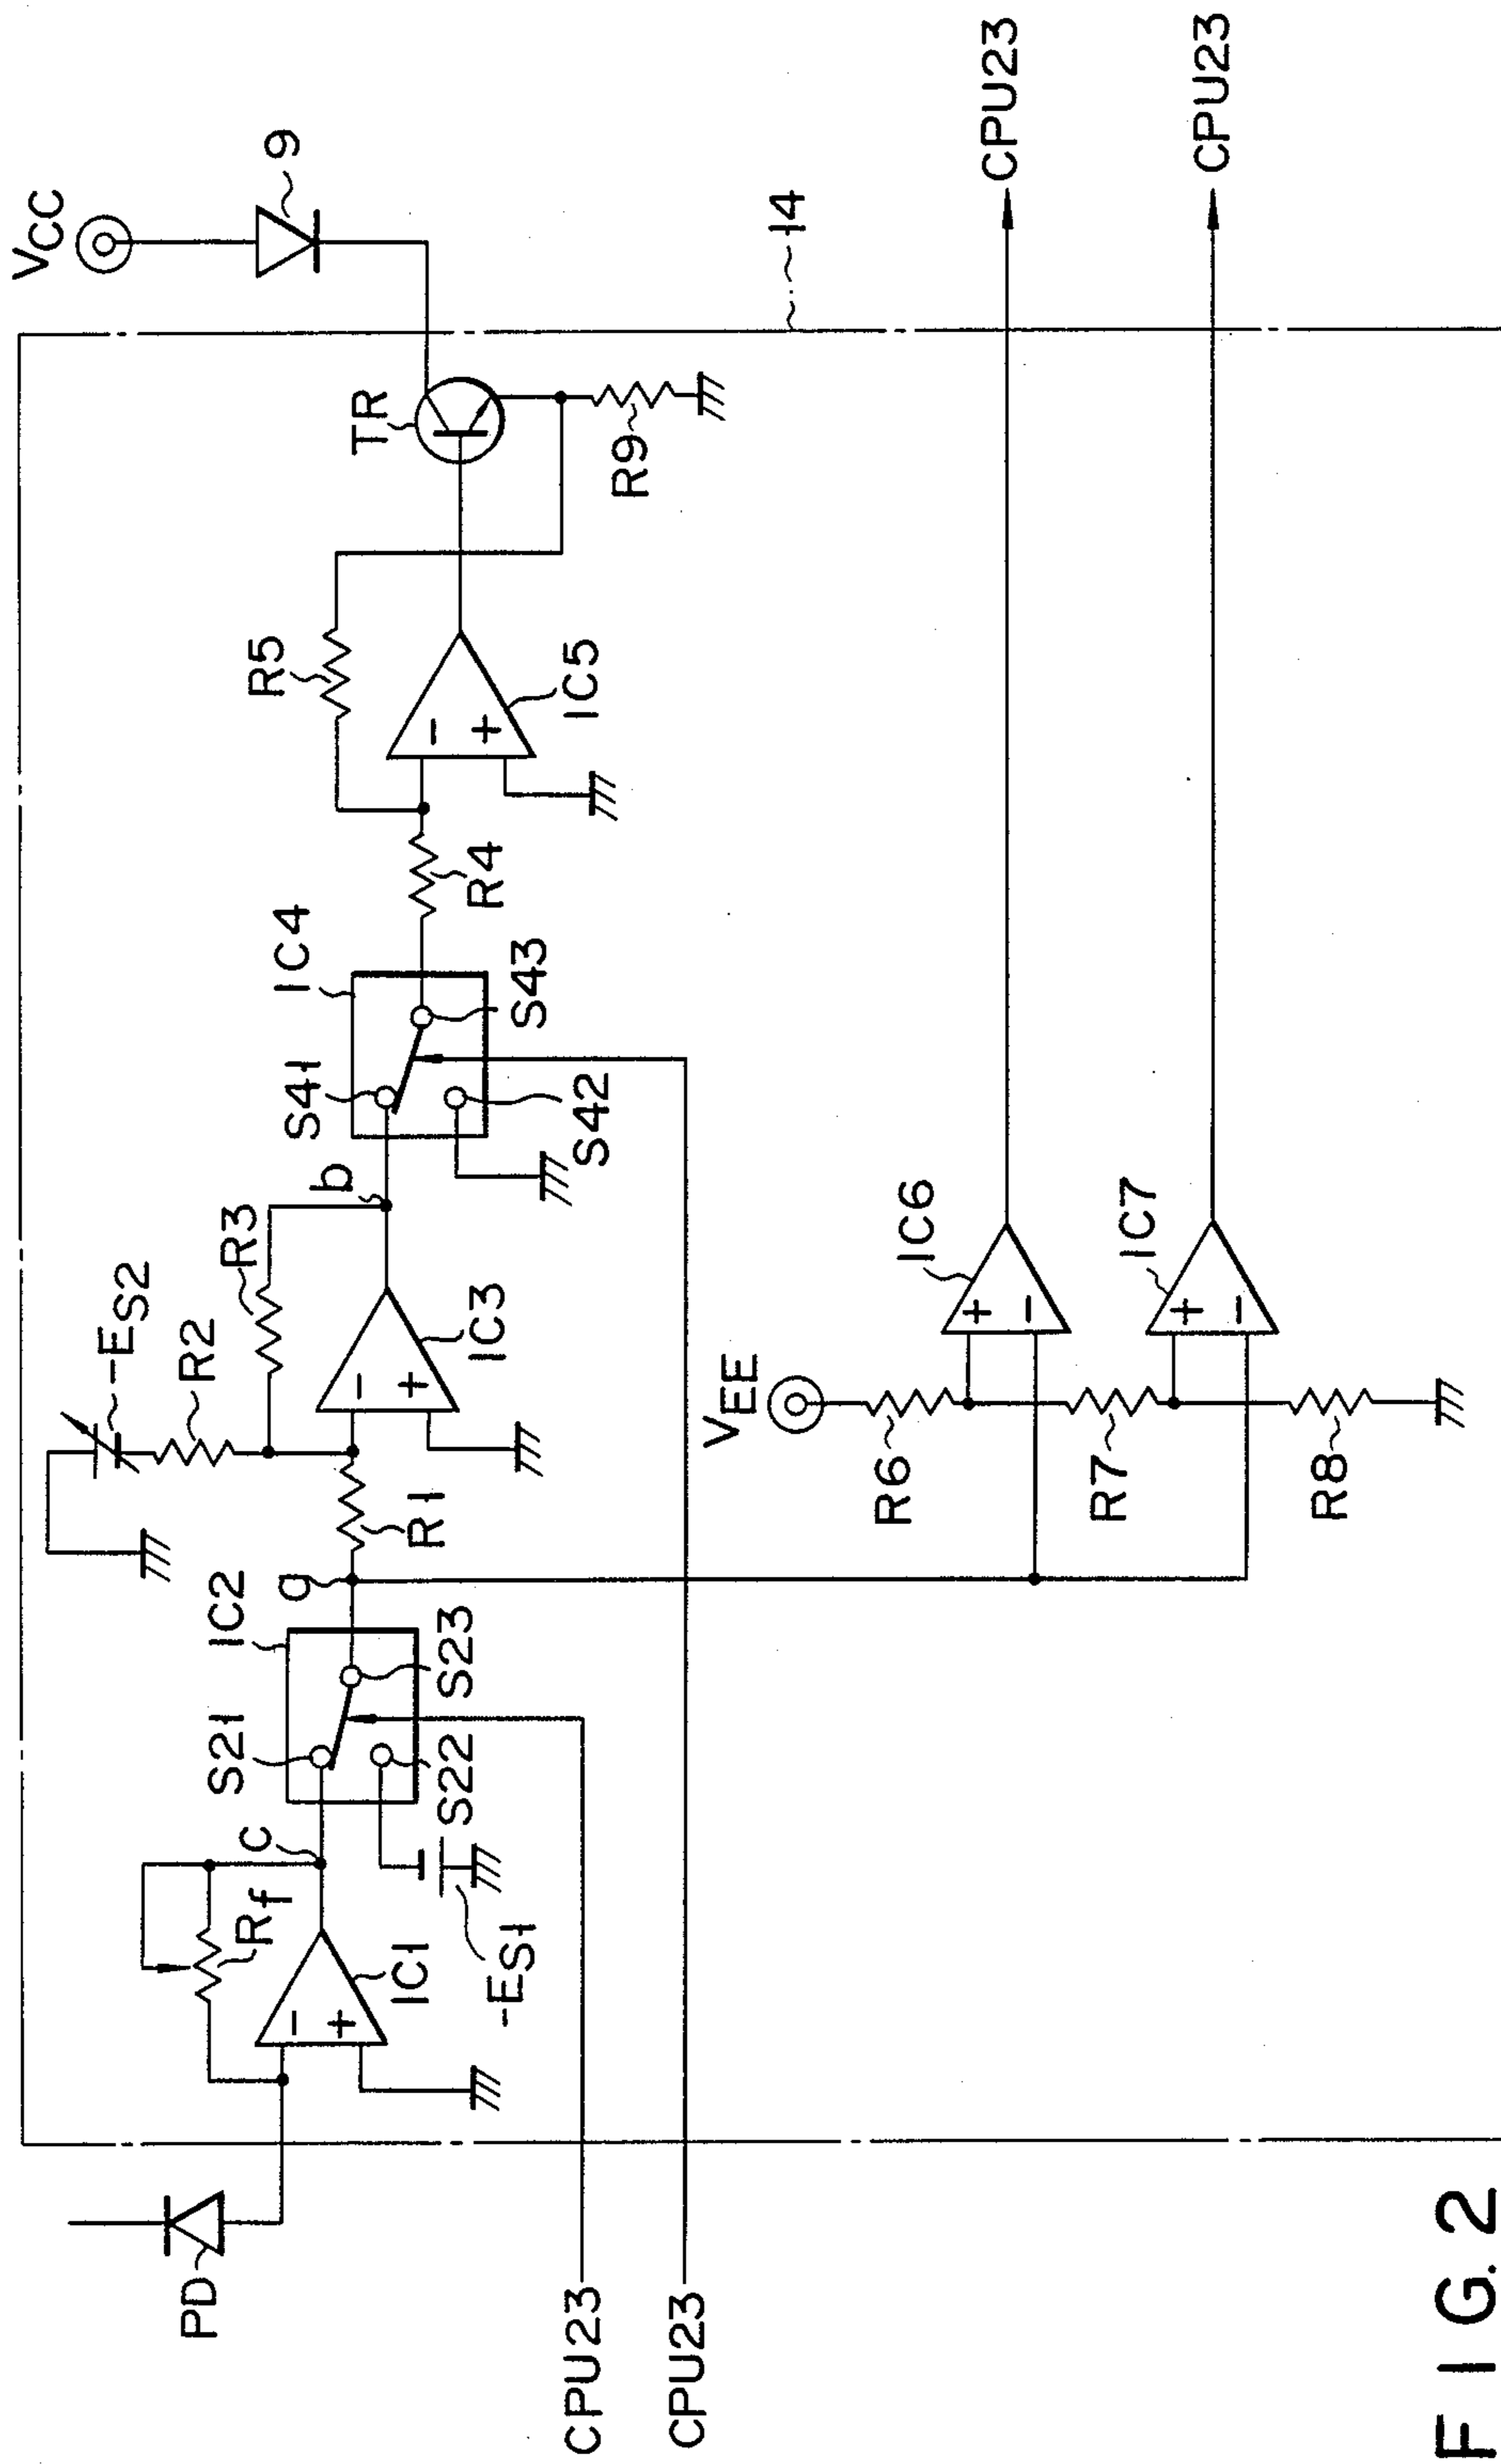 VCC
9
TR
R9
14
R5
IC5
R4
IC4
S41
S43
S42
b
R3
-ES2
R2
IC3
R1
a
IC2
S21
S23
S22
c
Rf
IC1
-ES1
PD
CPU23
CPU23
VEE
R6
R7
R8
IC6
IC7
CPU23
CPU23
-
+
-
+
-
+
+
-
+
-
FIG. 2